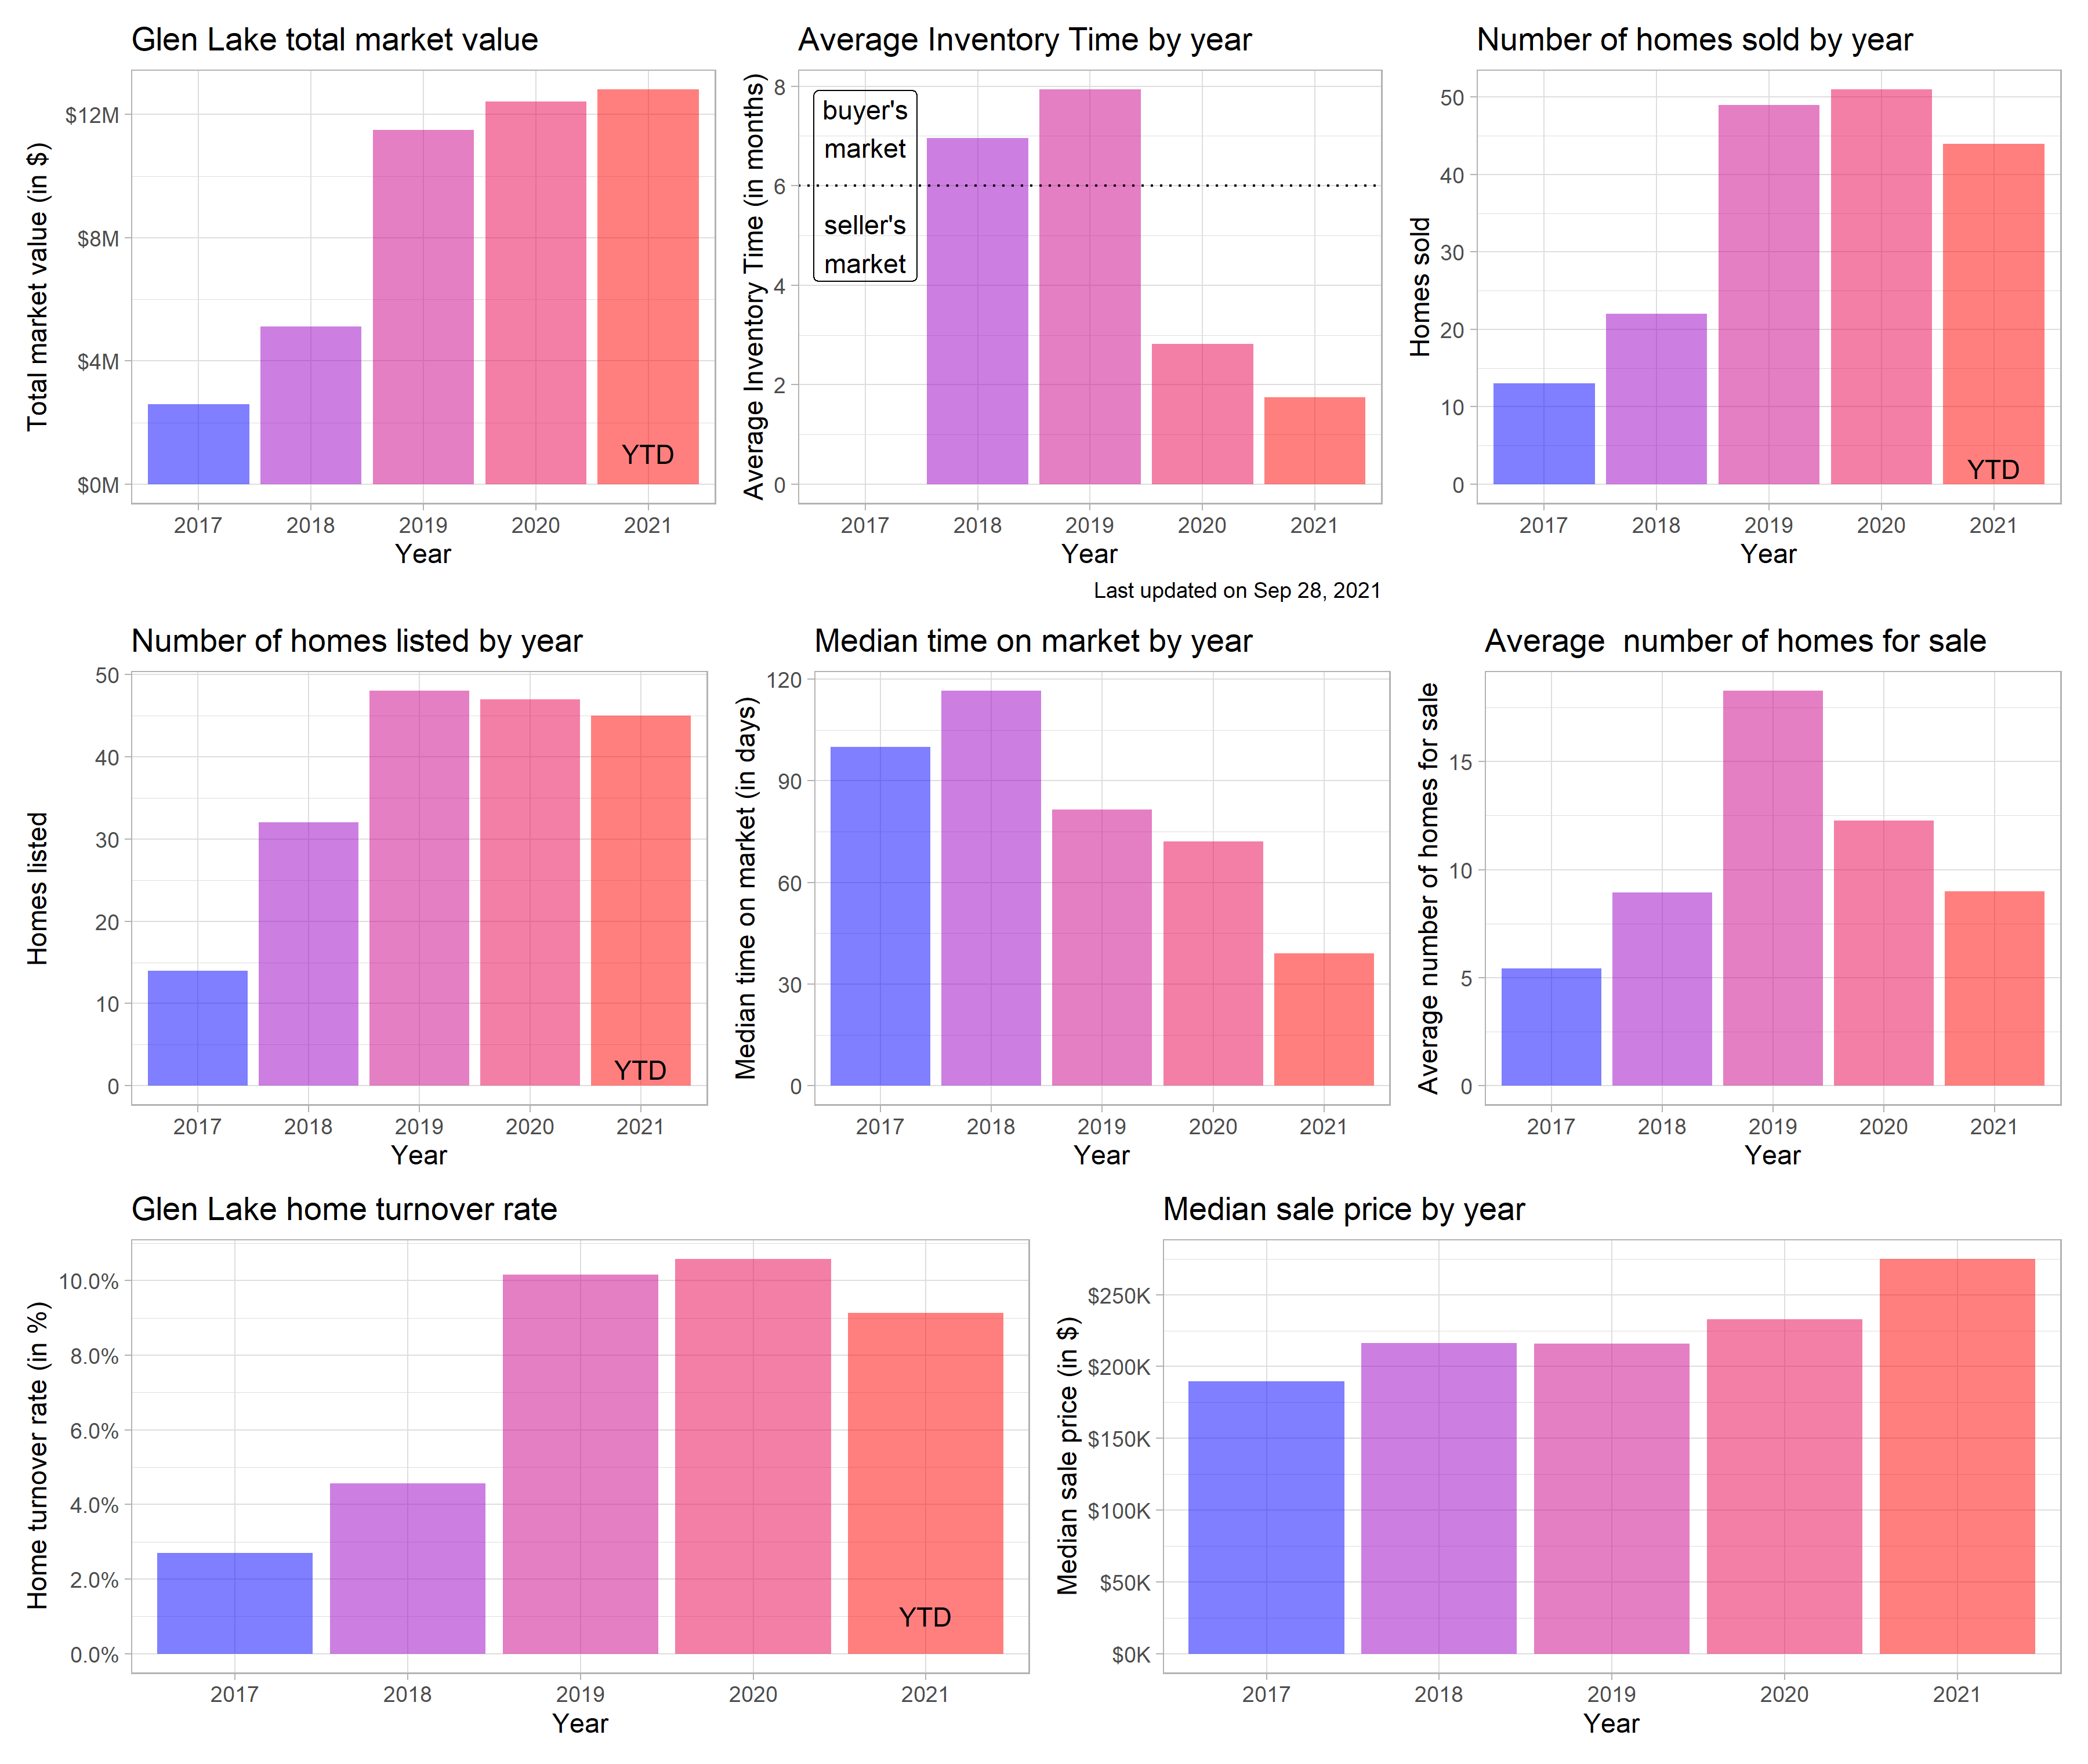 Glen Lake total market value
Total market value (in $)
$12M
$8M
$4M
$0M
YTD
2017 2018 2019 2020 2021
Year
Average Inventory Time by year
Average Inventory Time (in months)
8
6
4
2
0
buyer's
market
seller's
market
2017 2018 2019 2020 2021
Year
Last updated on Sep 28, 2021
Number of homes sold by year
Homes sold
50
40
30
20
10
0
YTD
2017 2018 2019 2020 2021
Year
Number of homes listed by year
Homes listed
50
40
30
20
10
0
YTD
2017 2018 2019 2020 2021
Year
Median time on market by year
Median time on market (in days)
120
90
60
30
0
2017 2018 2019 2020 2021
Year
Average  number of homes for sale
Average number of homes for sale
15
10
5
0
2017 2018 2019 2020 2021
Year
Glen Lake home turnover rate
Home turnover rate (in %)
10.0%
8.0%
6.0%
4.0%
2.0%
0.0%
YTD
2017 2018 2019 2020 2021
Year
Median sale price by year
Median sale price (in $)
$250K
$200K
$150K
$100K
$50K
$0K
2017 2018 2019 2020 2021
Year